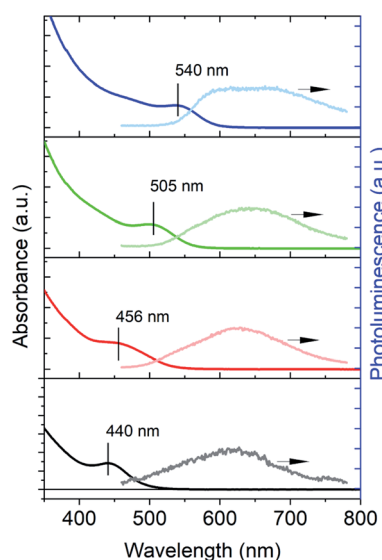 540 nm
505 nm
456 nm
440 nm
Absorbance (a.u.)
Photoluminescence (a.u.)
400 500 600 700 800
Wavelength (nm)